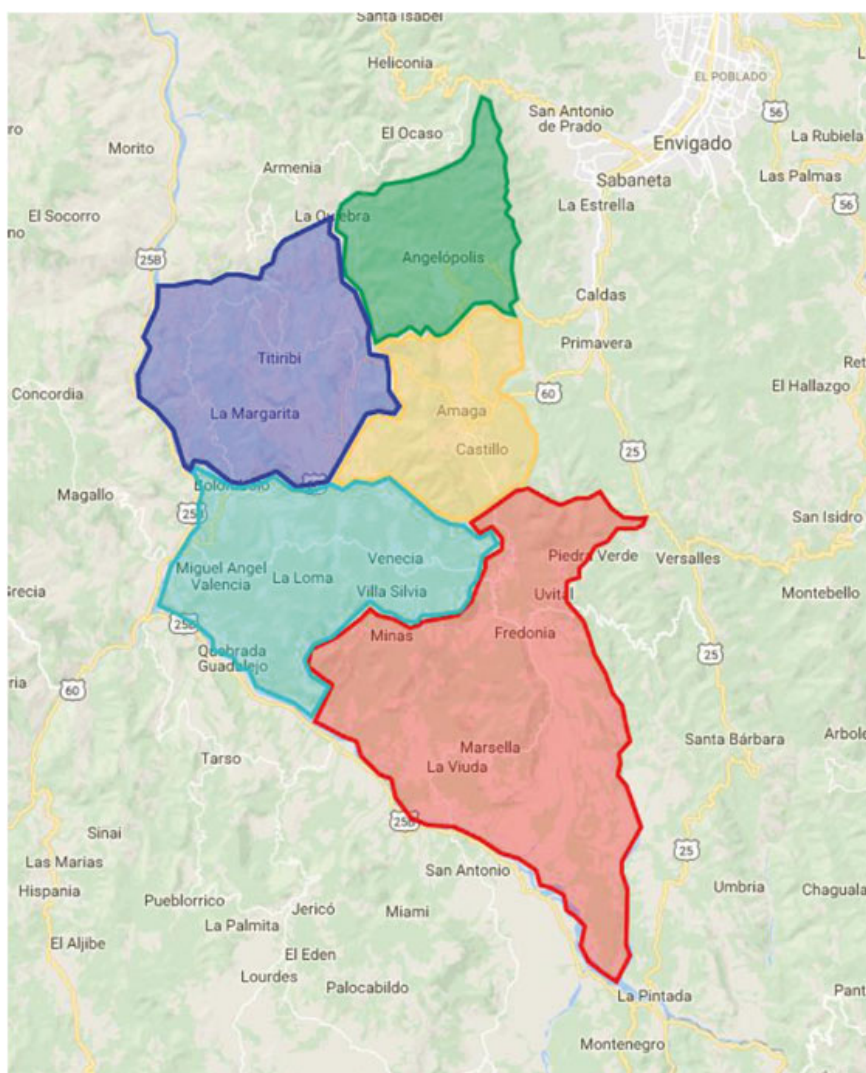 Santa Isabel
Heliconia
EL POBLADO
San Antonio
de Prado
56
El Ocaso
Envigado
La Rubiela
Morito
Armenia
Sabaneta
Las Palmas
El Socorro
La Quiebra
La Estrella
56
25B
Angelópolis
Caldas
Primavera
Titiribí
El Hallazgo
Concordia
60
La Margarita
Amaga
Castillo
25
Bolombolo
Magallo
San Isidro
Venecia
Piedra Verde
Versalles
Miguel Angel
Valencia
La Loma
Villa Silvia
Uvital
Montebello
25B
Minas
Fredonia
Quebrada
Guadalejo
25
60
Santa Bárbara
Tarso
Marsella
La Viuda
25B
Sinai
25
Las Marias
San Antonio
Hispania
Pueblorrico
Umbria
Jericó
Miami
La Palmita
El Aljibe
El Eden
Lourdes
Palocabildo
La Pintada
Montenegro